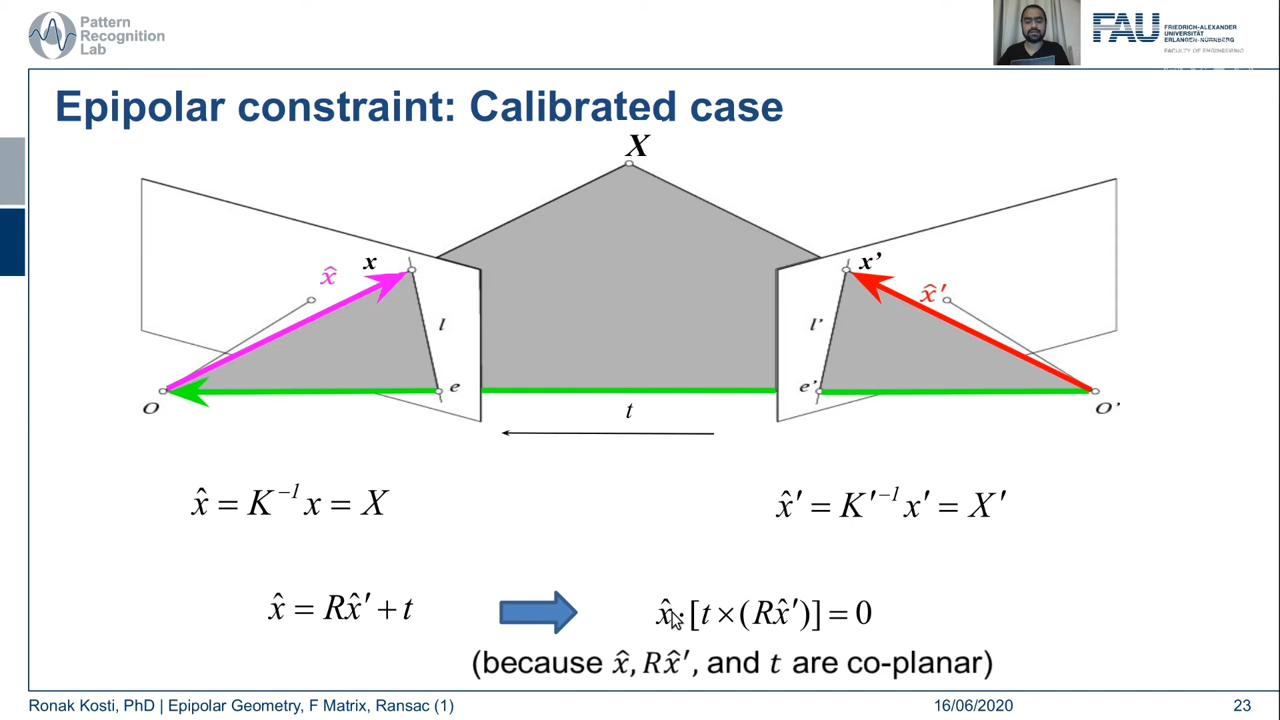 Pattern
Recognition
Lab
FAU
FRIEDRICH-ALEXANDER
UNIVERSITÄT
ERLANGEN-NÜRNBERG
FACULTY OF ENGINEERING
Epipolar constraint: Calibrated case
X
x̂ x
x' x̂'
l
l'
e
e'
O
O'
t
x̂ = K⁻¹x = X
x̂' = K'⁻¹x' = X'
x̂ = Rx̂' + t
x̂·[t×(Rx̂')] = 0
(because x̂, Rx̂', and t are co-planar)
Ronak Kosti, PhD | Epipolar Geometry, F Matrix, Ransac (1)
16/06/2020
23